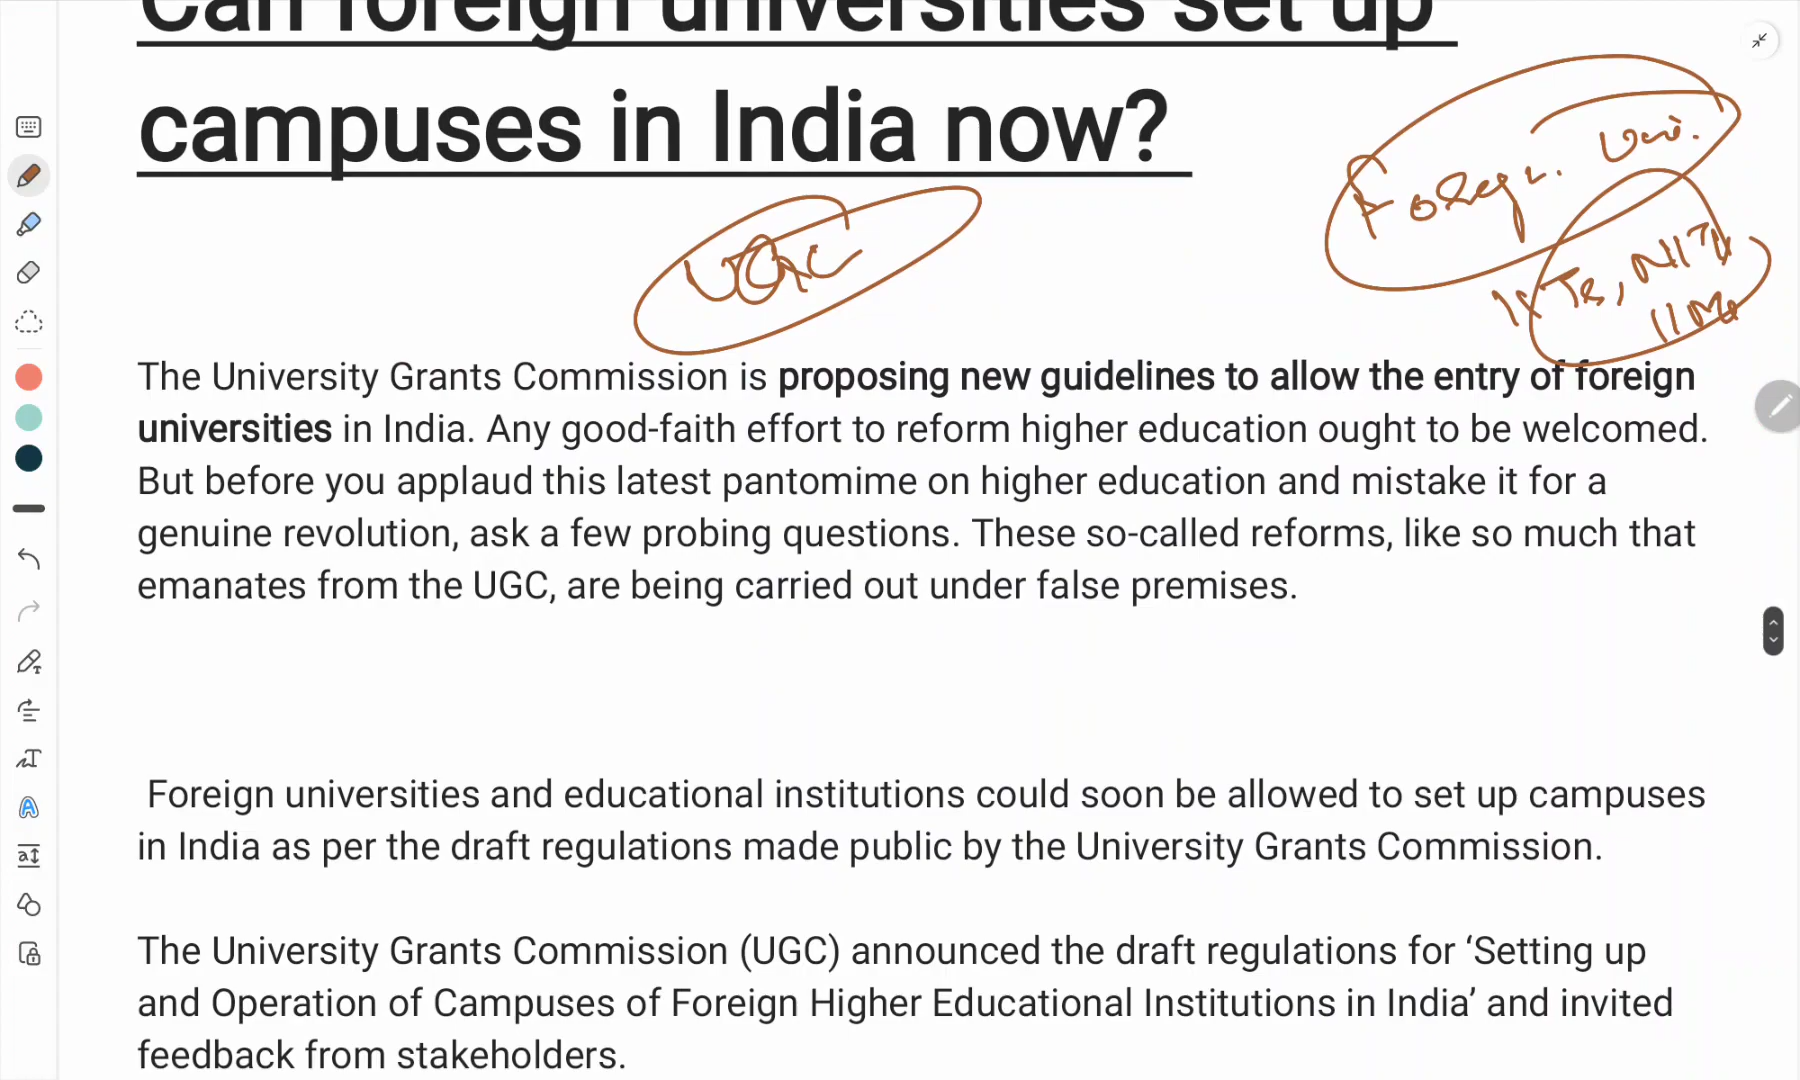 Can foreign universities set up
campuses in India now?
Foreign. Uni.
UGC
IITs, NITs
IIMs
The University Grants Commission is proposing new guidelines to allow the entry of foreign
universities in India. Any good-faith effort to reform higher education ought to be welcomed.
But before you applaud this latest pantomime on higher education and mistake it for a
genuine revolution, ask a few probing questions. These so-called reforms, like so much that
emanates from the UGC, are being carried out under false premises.
Foreign universities and educational institutions could soon be allowed to set up campuses
in India as per the draft regulations made public by the University Grants Commission.
The University Grants Commission (UGC) announced the draft regulations for ‘Setting up
and Operation of Campuses of Foreign Higher Educational Institutions in India’ and invited
feedback from stakeholders.